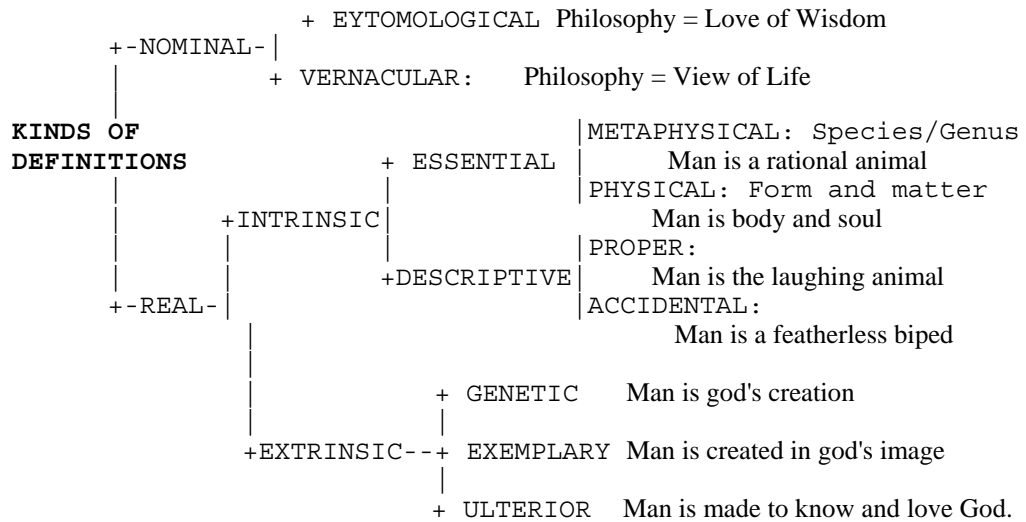 + EYTOMOLOGICAL Philosophy = Love of Wisdom
+-NOMINAL-|
+ VERNACULAR: Philosophy = View of Life
KINDS OF |METAPHYSICAL: Species/Genus
DEFINITIONS + ESSENTIAL | Man is a rational animal
|PHYSICAL: Form and matter
+INTRINSIC| Man is body and soul
|PROPER:
+DESCRIPTIVE| Man is the laughing animal
+-REAL-| |ACCIDENTAL:
Man is a featherless biped
+ GENETIC Man is god's creation
+EXTRINSIC--+ EXEMPLARY Man is created in god's image
+ ULTERIOR Man is made to know and love God.